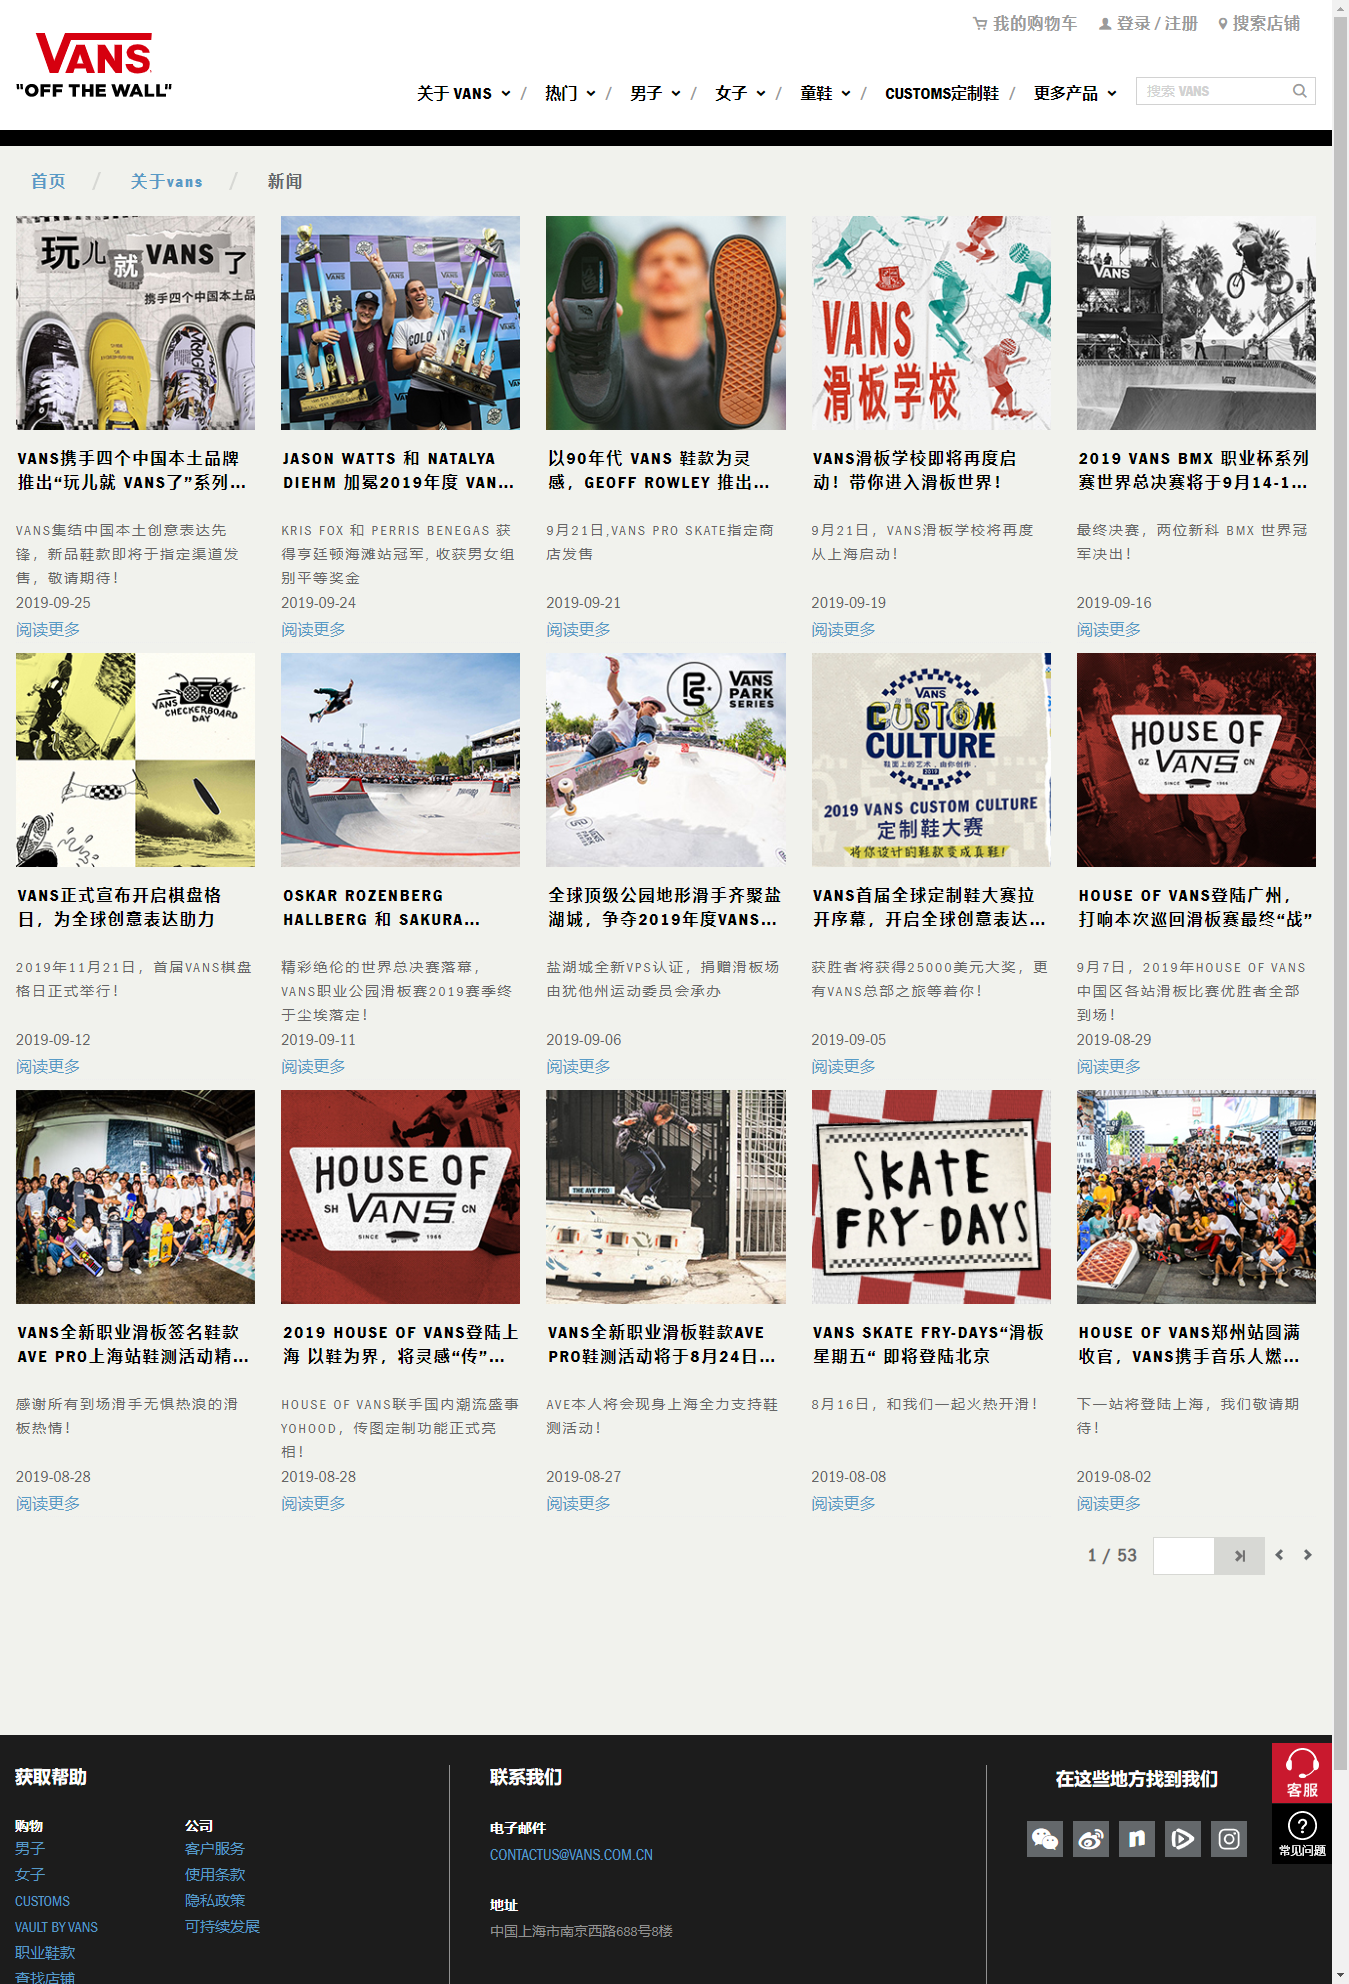 我的购物车 登录 / 注册 搜索店铺
VANS
"OFF THE WALL"
关于 VANS / 热门 / 男子 / 女子 / 童鞋 / CUSTOMS定制鞋 / 更多产品
搜索 VANS
首页 / 关于vans / 新闻
玩儿就VANS了
携手四个中国本土品
VANS携手四个中国本土品牌
推出“玩儿就 VANS了”系列...
VANS集结中国本土创意表达先
锋，新品鞋款即将于指定渠道发
售，敬请期待！
2019-09-25
阅读更多
JASON WATTS 和 NATALYA
DIEHM 加冕2019年度 VAN...
KRIS FOX 和 PERRIS BENEGAS 获
得亨廷顿海滩站冠军, 收获男女组
别平等奖金
2019-09-24
阅读更多
以90年代 VANS 鞋款为灵
感，GEOFF ROWLEY 推出...
9月21日,VANS PRO SKATE指定商
店发售
2019-09-21
阅读更多
VANS
滑板学校
VANS滑板学校即将再度启
动！带你进入滑板世界！
9月21日，VANS滑板学校将再度
从上海启动！
2019-09-19
阅读更多
VANS
2019 VANS BMX 职业杯系列
赛世界总决赛将于9月14-1...
最终决赛，两位新科 BMX 世界冠
军决出！
2019-09-16
阅读更多
VANS
CHECKERBOARD
DAY
VANS正式宣布开启棋盘格
日，为全球创意表达助力
2019年11月21日，首届VANS棋盘
格日正式举行！
2019-09-12
阅读更多
OSKAR ROZENBERG
HALLBERG 和 SAKURA...
精彩绝伦的世界总决赛落幕，
VANS职业公园滑板赛2019赛季终
于尘埃落定！
2019-09-11
阅读更多
VANS
PARK
SERIES
全球顶级公园地形滑手齐聚盐
湖城，争夺2019年度VANS...
盐湖城全新VPS认证，捐赠滑板场
由犹他州运动委员会承办
2019-09-06
阅读更多
VANS
CUSTOM
CULTURE
鞋面上的艺术，由你创作。
2019
2019 VANS CUSTOM CULTURE
定制鞋大赛
将你设计的鞋款变成真鞋！
VANS首届全球定制鞋大赛拉
开序幕，开启全球创意表达...
获胜者将获得25000美元大奖，更
有VANS总部之旅等着你！
2019-09-05
阅读更多
HOUSE OF
GZ VANS CN
SINCE 1966
HOUSE OF VANS登陆广州，
打响本次巡回滑板赛最终“战”
9月7日，2019年HOUSE OF VANS
中国区各站滑板比赛优胜者全部
到场！
2019-08-29
阅读更多
VANS全新职业滑板签名鞋款
AVE PRO上海站鞋测活动精...
感谢所有到场滑手无惧热浪的滑
板热情！
2019-08-28
阅读更多
HOUSE OF
SH VANS CN
SINCE 1966
2019 HOUSE OF VANS登陆上
海 以鞋为界，将灵感“传”...
HOUSE OF VANS联手国内潮流盛事
YOHOOD，传图定制功能正式亮
相！
2019-08-28
阅读更多
THE AVE PRO
VANS全新职业滑板鞋款AVE
PRO鞋测活动将于8月24日...
AVE本人将会现身上海全力支持鞋
测活动！
2019-08-27
阅读更多
SKATE
FRY-DAYS
VANS SKATE FRY-DAYS“滑板
星期五“ 即将登陆北京
8月16日，和我们一起火热开滑！
2019-08-08
阅读更多
HOUSE OF
HOUSE OF VANS郑州站圆满
收官，VANS携手音乐人燃...
下一站将登陆上海，我们敬请期
待！
2019-08-02
阅读更多
1 / 53
获取帮助
购物
男子
女子
CUSTOMS
VAULT BY VANS
职业鞋款
查找店铺
公司
客户服务
使用条款
隐私政策
可持续发展
联系我们
电子邮件
CONTACTUS@VANS.COM.CN
地址
中国上海市南京西路688号8楼
在这些地方找到我们
客服
常见问题